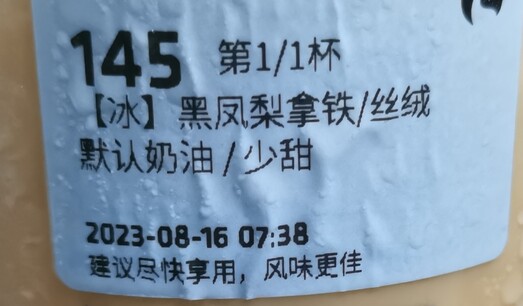 145 第1/1杯
【冰】黑凤梨拿铁/丝绒
默认奶油/少甜
2023-08-16 07:38
建议尽快享用，风味更佳